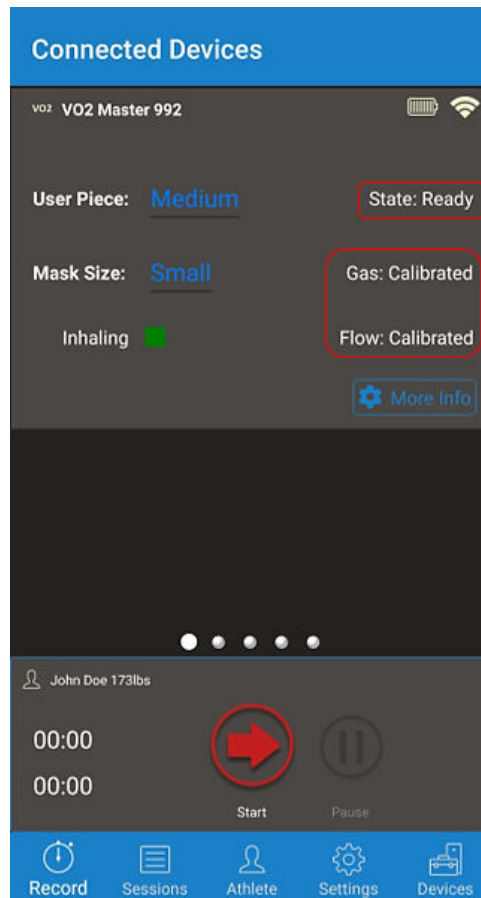 Connected Devices
VO2 VO2 Master 992
User Piece: Medium State: Ready
Mask Size: Small Gas: Calibrated
Inhaling Flow: Calibrated
More Info
John Doe 173lbs
00:00
00:00
Start Pause
Record Sessions Athlete Settings Devices